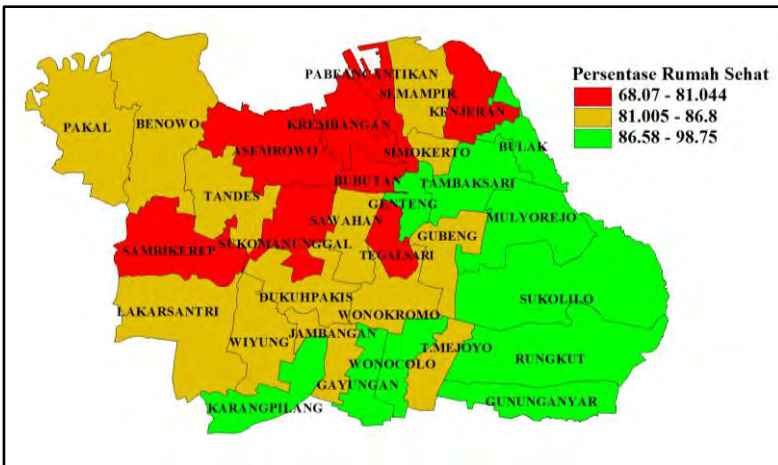 Persentase Rumah Sehat
68.07 - 81.044
81.005 - 86.8
86.58 - 98.75
SEMAMPIR
KENJERAN
PAKAL
BENOWO
KREMBANGAN
ASEMROWO
SIMOKERTO
BULAK
BUBUTAN
TAMBAKSARI
TANDES
GENTENG
MULYOREJO
SAWAHAN
GUBENG
SAMBIKEREP
SUKOMANUNGGAL
TEGALSARI
DUKUHPAKIS
SUKOLILO
LAKARSANTRI
WONOKROMO
JAMBANGAN
WIYUNG
T.MEJOYO
WONOCOLO
RUNGKUT
GAYUNGAN
KARANGPILANG
GUNUNGANYAR